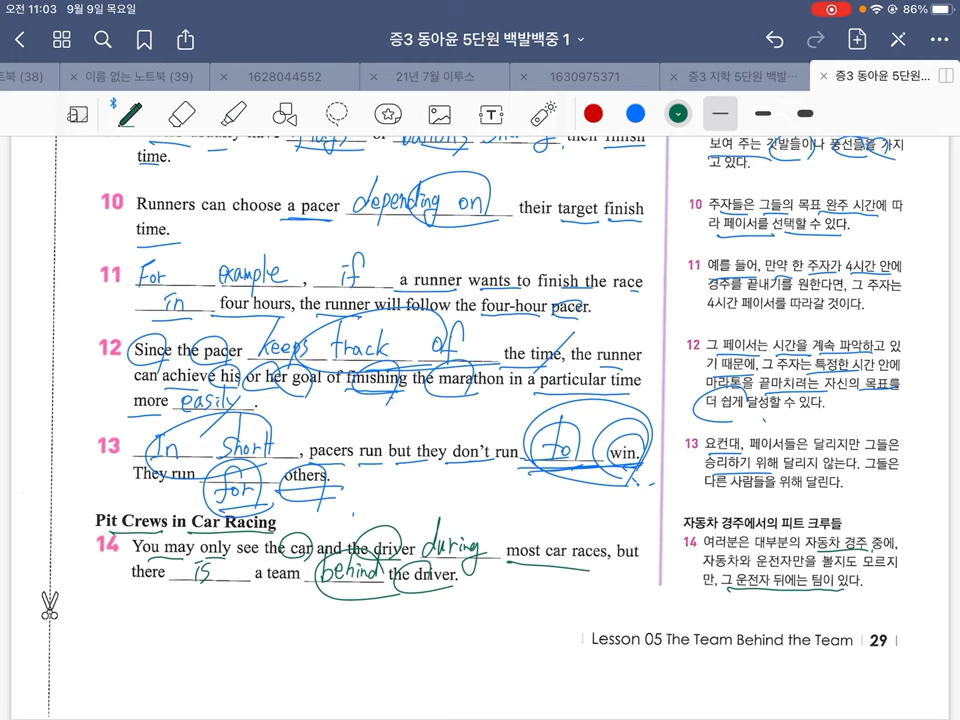 오전 11:03 9월 9일 목요일 86%
증3 동아윤 5단원 백발백중 1
트북 (38) 이름 없는 노트북 (39) 1628044552 21년 7월 이투스 1630975371 중3 지학 5단원 백발… 증3 동아윤 5단원…
time.
10 Runners can choose a pacer depending on their target finish
time.
11 For example, if a runner wants to finish the race
in four hours, the runner will follow the four-hour pacer.
12 Since the pacer keeps track of the time, the runner
can achieve his or her goal of finishing the marathon in a particular time
more easily.
13 In short, pacers run but they don't run to win.
They run for others.
Pit Crews in Car Racing
14 You may only see the car and the driver during most car races, but
there is a team behind the driver.
보여 주는 깃발들이나 풍선들을 가지
고 있다.
10 주자들은 그들의 목표 완주 시간에 따
라 페이서를 선택할 수 있다.
11 예를 들어, 만약 한 주자가 4시간 안에
경주를 끝내기를 원한다면, 그 주자는
4시간 페이서를 따라갈 것이다.
12 그 페이서는 시간을 계속 파악하고 있
기 때문에, 그 주자는 특정한 시간 안에
마라톤을 끝마치려는 자신의 목표를
더 쉽게 달성할 수 있다.
13 요컨대, 페이서들은 달리지만 그들은
승리하기 위해 달리지 않는다. 그들은
다른 사람들을 위해 달린다.
자동차 경주에서의 피트 크루들
14 여러분은 대부분의 자동차 경주 중에,
자동차와 운전자만을 볼지도 모르지
만, 그 운전자 뒤에는 팀이 있다.
Lesson 05 The Team Behind the Team 29